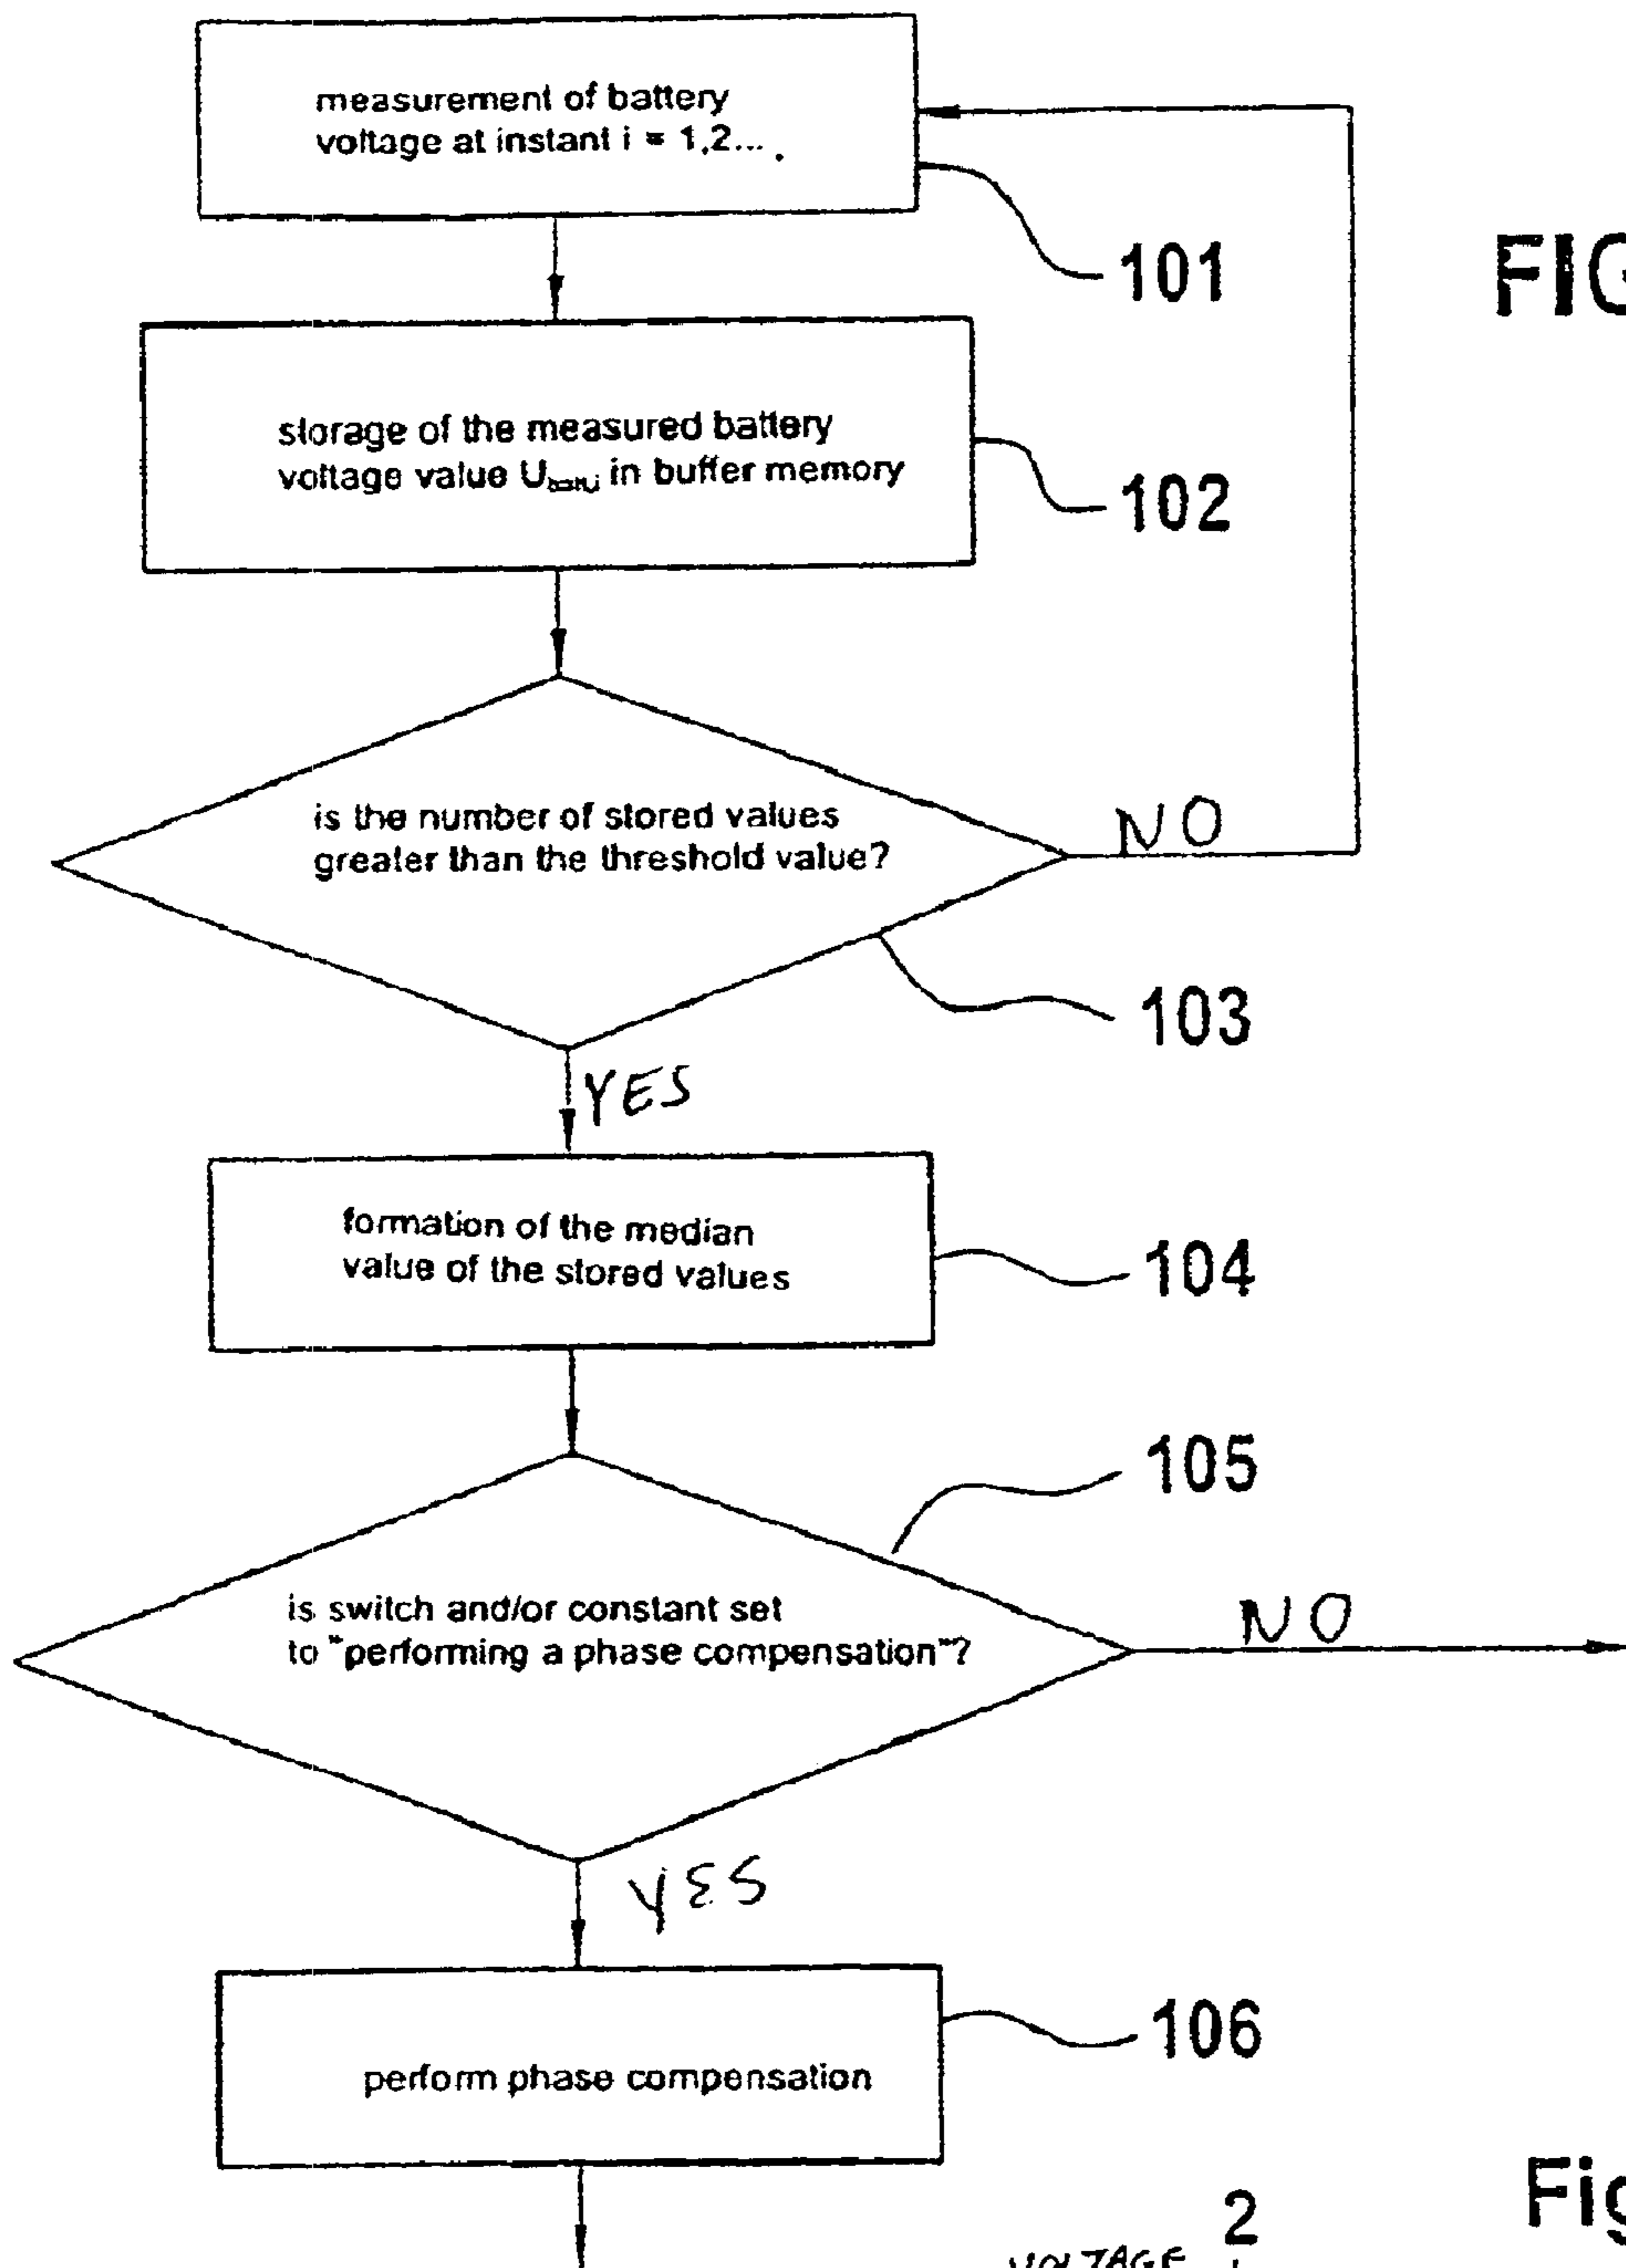 measurement of battery
voltage at instant i = 1,2... .
101
FIG
storage of the measured battery
voltage value U in buffer memory
102
is the number of stored values
greater than the threshold value?
NO
103
YES
formation of the median
value of the stored values
104
105
is switch and/or constant set
to "performing a phase compensation"?
NO
YES
106
perform phase compensation
Fig
2
VOLTAGE